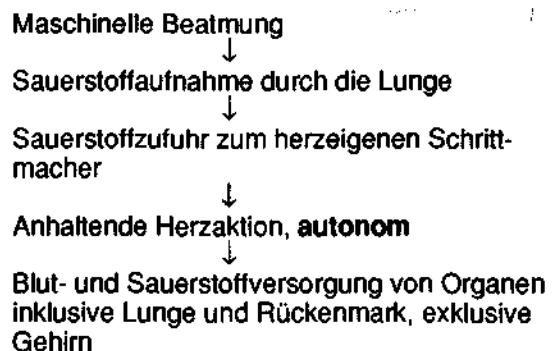 Maschinelle Beatmung
↓
Sauerstoffaufnahme durch die Lunge
↓
Sauerstoffzufuhr zum herzeigenen Schritt-
macher
↓
Anhaltende Herzaktion, autonom
↓
Blut- und Sauerstoffversorgung von Organen
inklusive Lunge und Rückenmark, exklusive
Gehirn